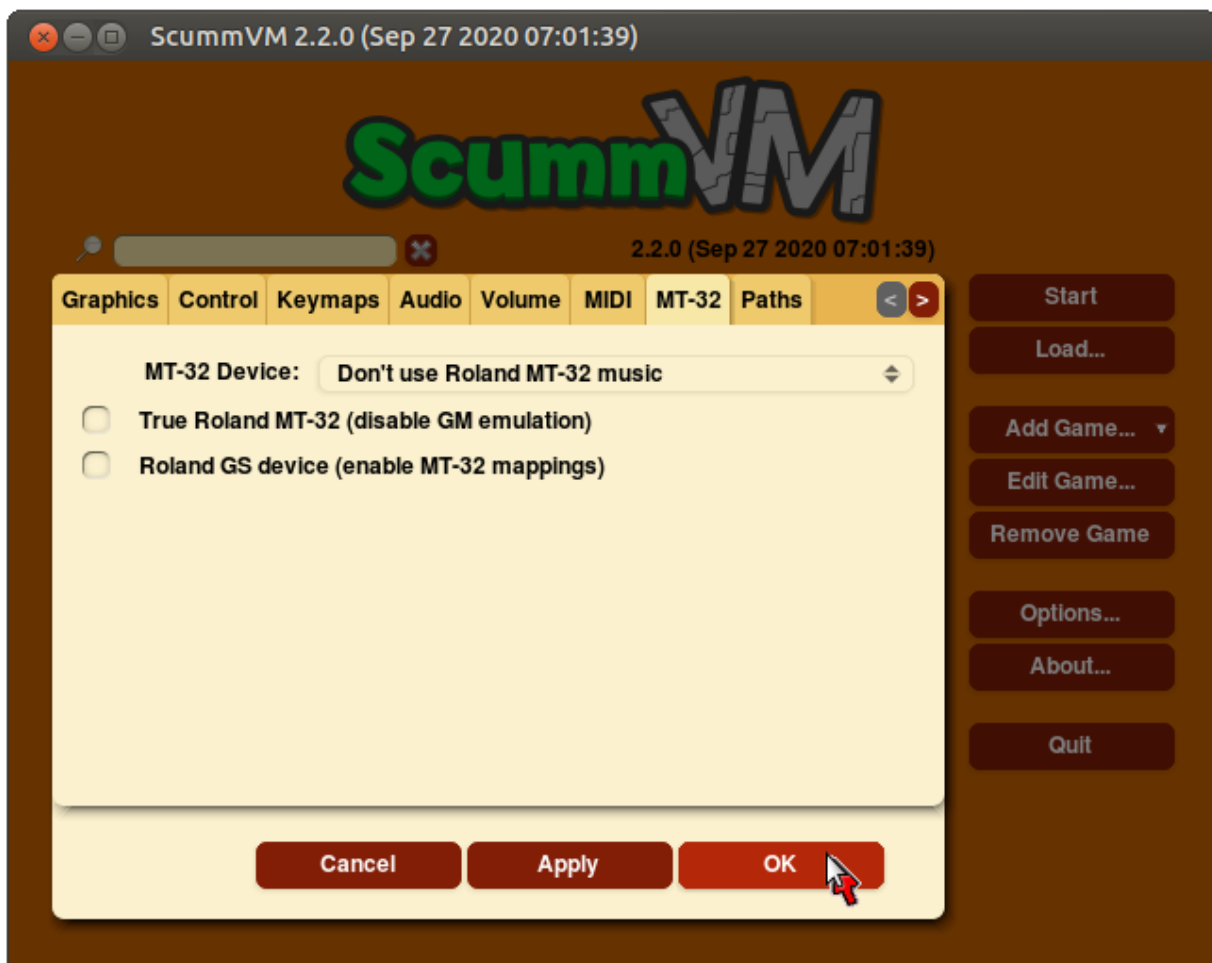 ScummVM 2.2.0 (Sep 27 2020 07:01:39)
ScummVM
2.2.0 (Sep 27 2020 07:01:39)
Graphics Control Keymaps Audio Volume MIDI MT-32 Paths < >
MT-32 Device: Don't use Roland MT-32 music
True Roland MT-32 (disable GM emulation)
Roland GS device (enable MT-32 mappings)
Cancel Apply OK
Start
Load...
Add Game...
Edit Game...
Remove Game
Options...
About...
Quit